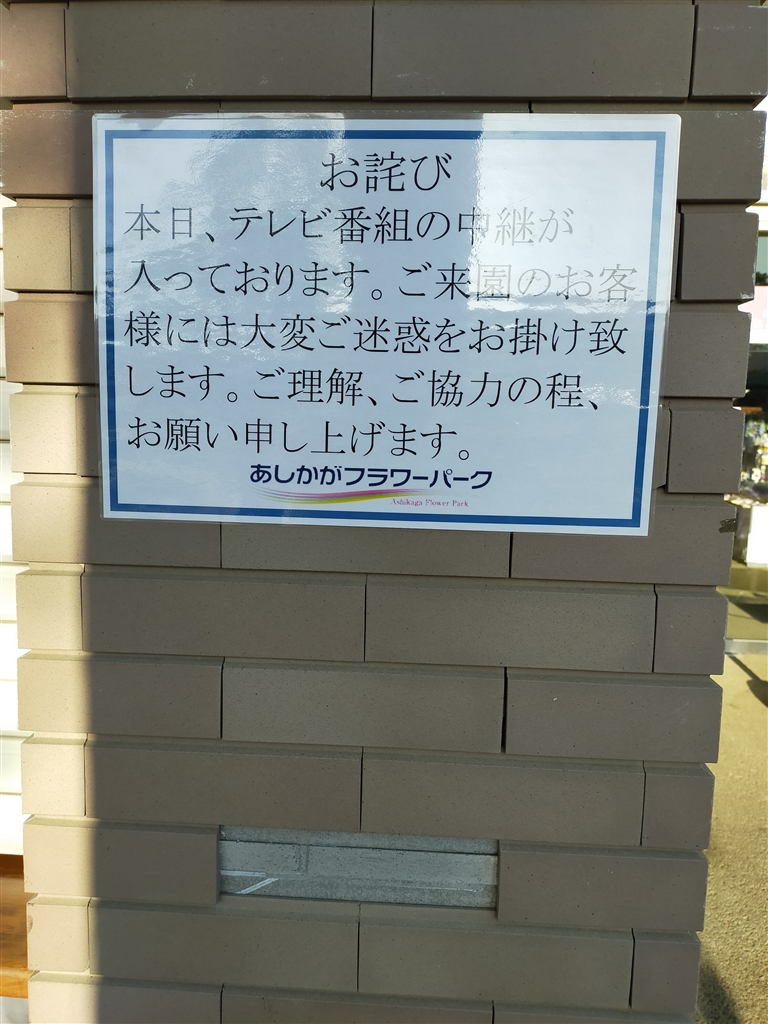 お詫び
本日、テレビ番組の中継が
入っております。ご来園のお客
様には大変ご迷惑をお掛け致
します。ご理解、ご協力の程、
お願い申し上げます。
あしかがフラワーパーク
Ashikaga Flower Park